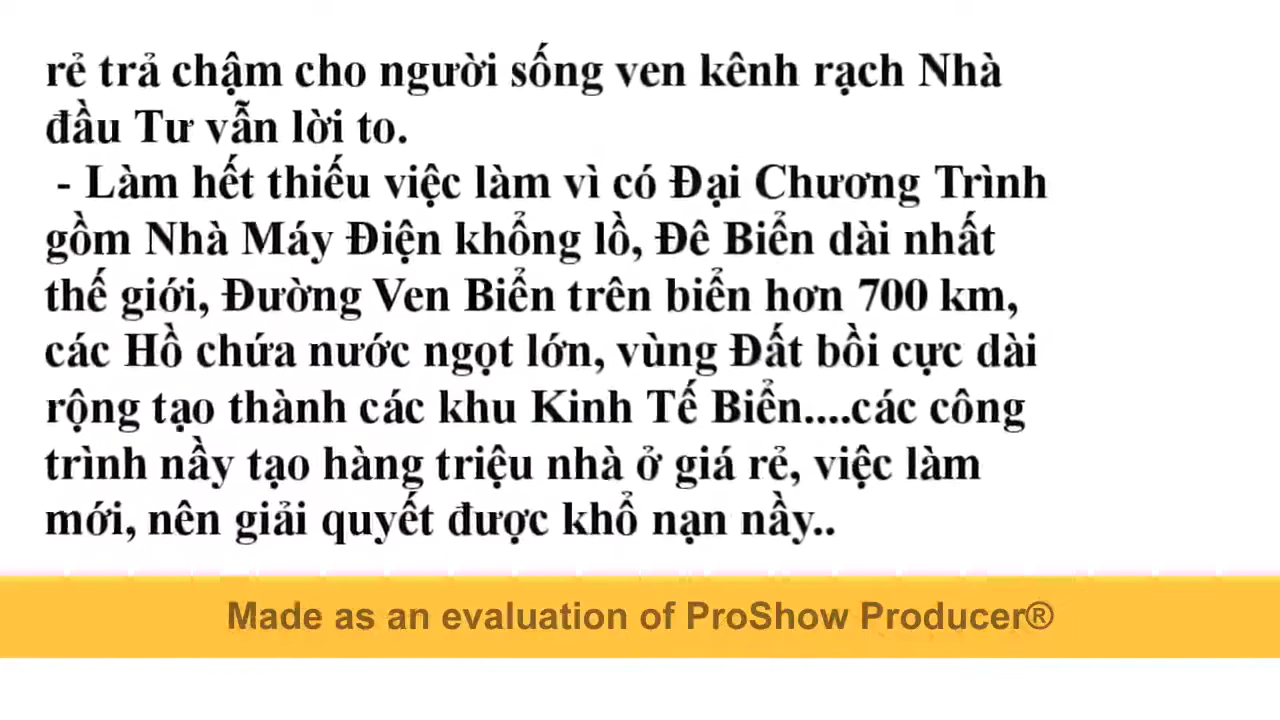 rẻ trả chậm cho người sống ven kênh rạch Nhà
đầu Tư vẫn lời to.
- Làm hết thiếu việc làm vì có Đại Chương Trình
gồm Nhà Máy Điện khổng lồ, Đê Biển dài nhất
thế giới, Đường Ven Biển trên biển hơn 700 km,
các Hồ chứa nước ngọt lớn, vùng Đất bồi cực dài
rộng tạo thành các khu Kinh Tế Biển....các công
trình nầy tạo hàng triệu nhà ở giá rẻ, việc làm
mới, nên giải quyết được khổ nạn nầy..
Made as an evaluation of ProShow Producer®